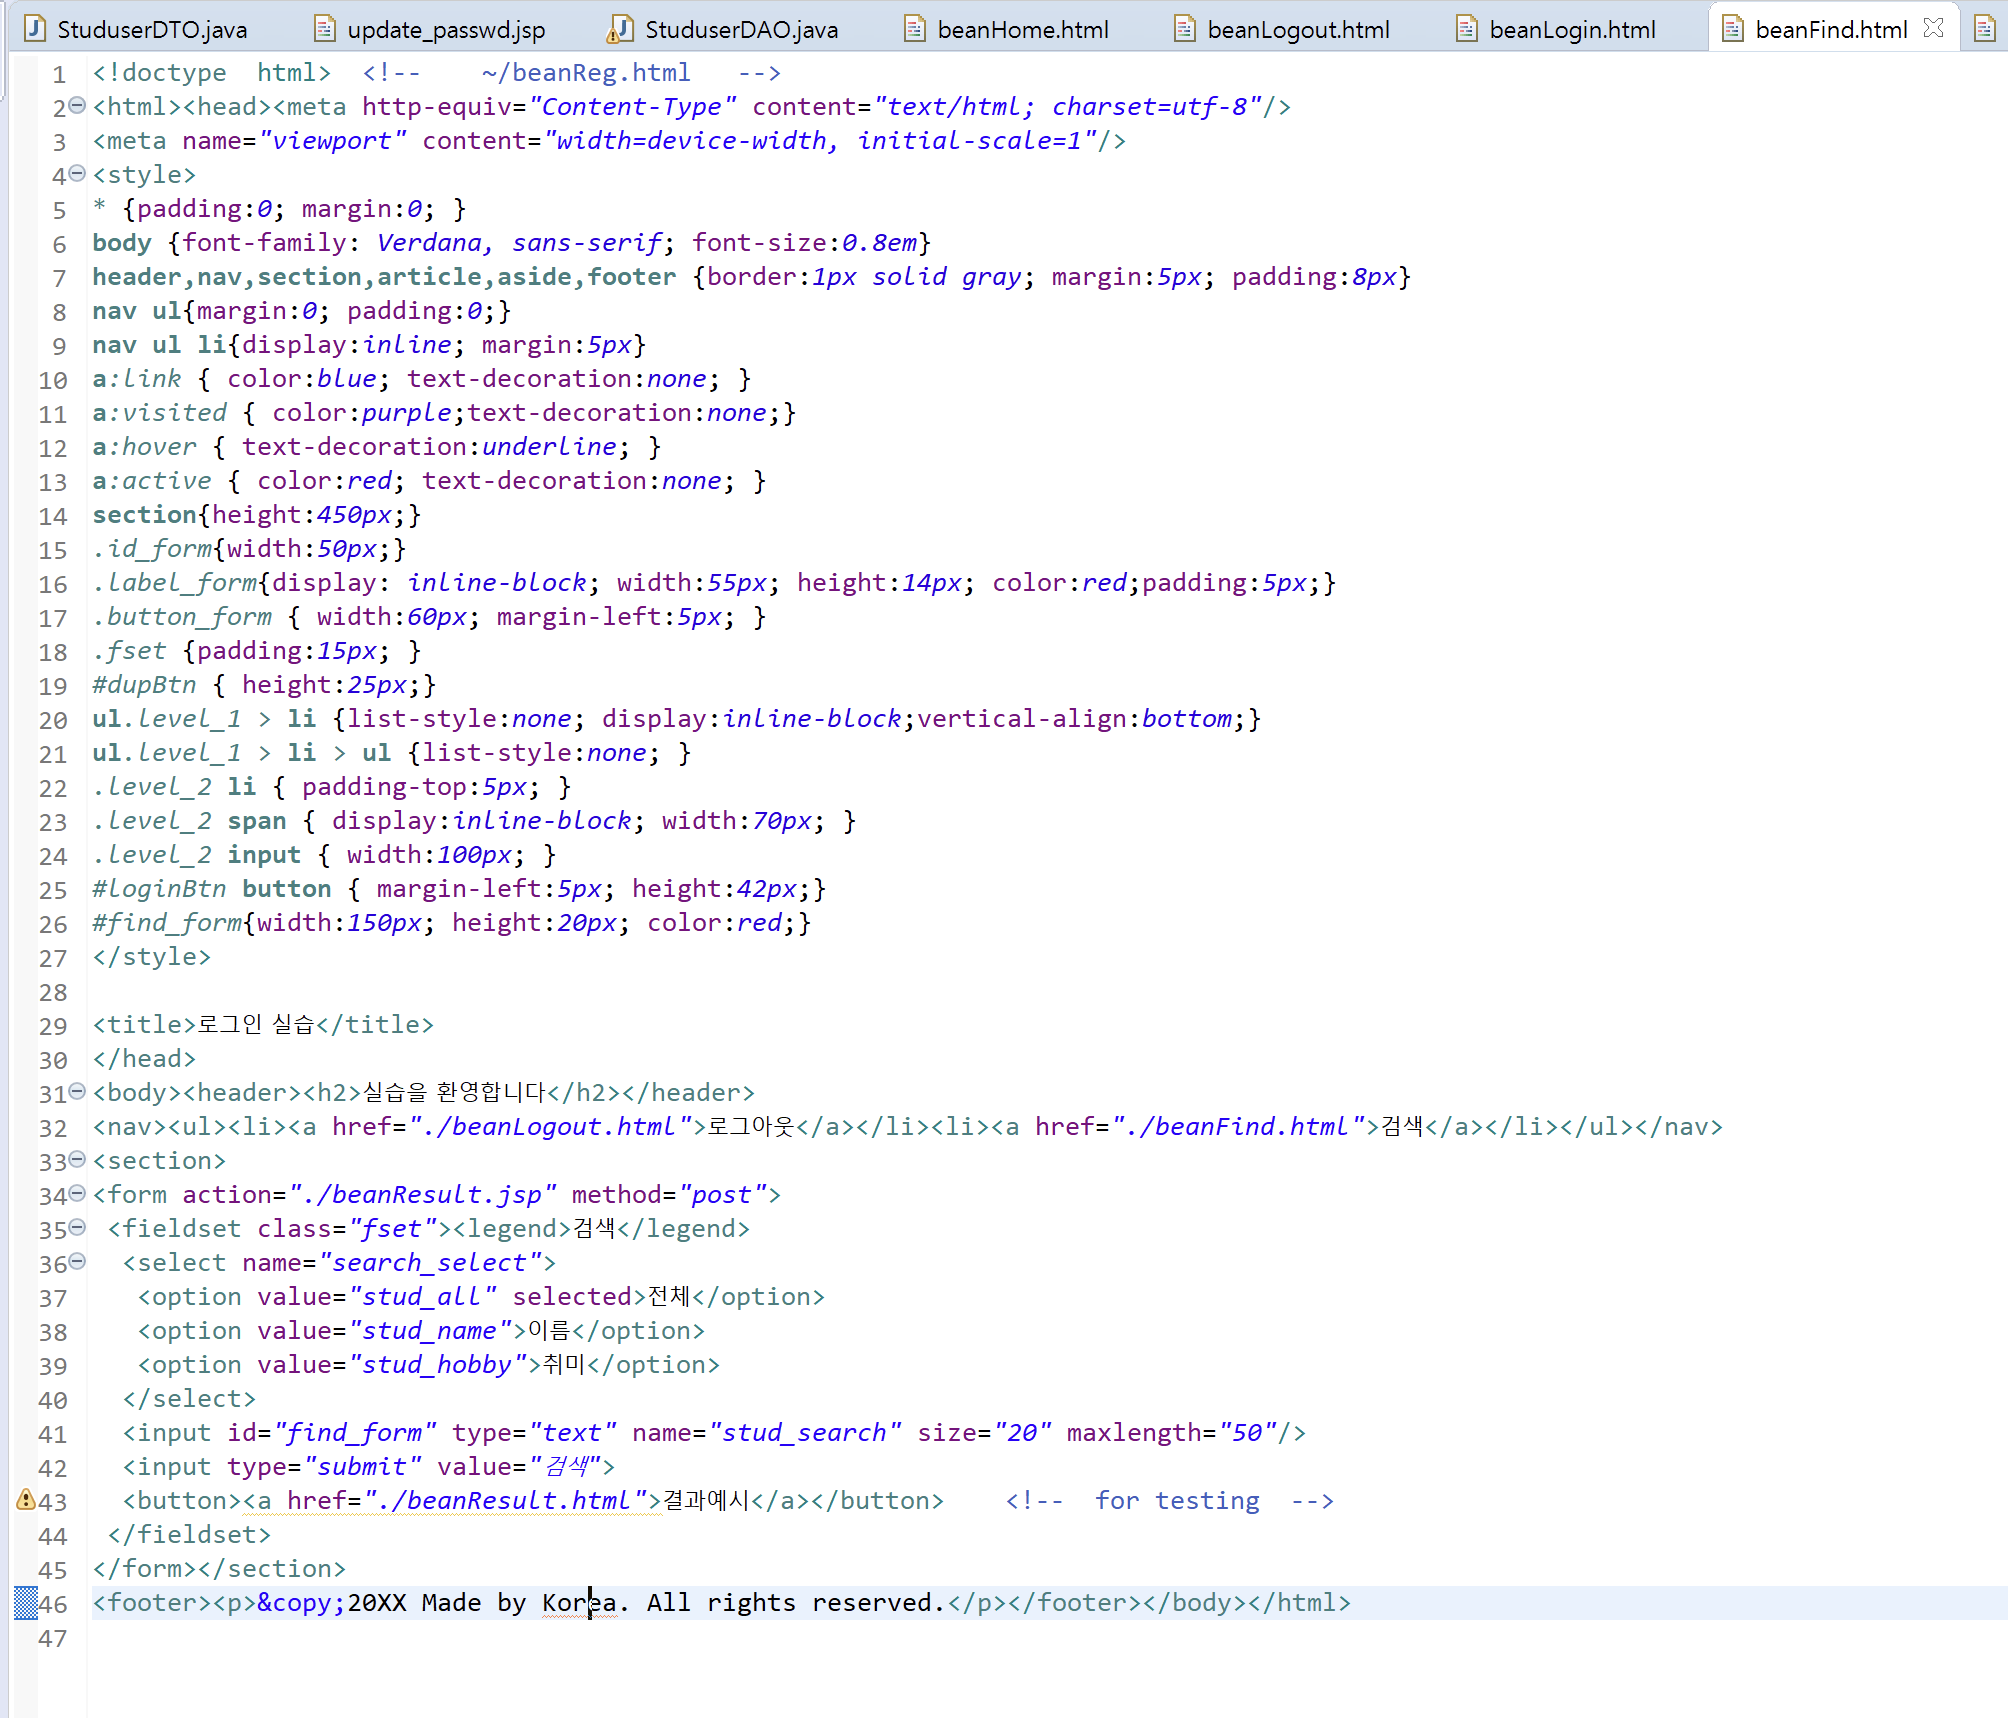 StuduserDTO.java update_passwd.jsp StuduserDAO.java beanHome.html beanLogout.html beanLogin.html beanFind.html
1 <!doctype  html>  <!--    ~/beanReg.html   -->
2 <html><head><meta http-equiv="Content-Type" content="text/html; charset=utf-8"/>
3 <meta name="viewport" content="width=device-width, initial-scale=1"/>
4 <style>
5 * {padding:0; margin:0; }
6 body {font-family: Verdana, sans-serif; font-size:0.8em}
7 header,nav,section,article,aside,footer {border:1px solid gray; margin:5px; padding:8px}
8 nav ul{margin:0; padding:0;}
9 nav ul li{display:inline; margin:5px}
10 a:link { color:blue; text-decoration:none; }
11 a:visited { color:purple;text-decoration:none;}
12 a:hover { text-decoration:underline; }
13 a:active { color:red; text-decoration:none; }
14 section{height:450px;}
15 .id_form{width:50px;}
16 .label_form{display: inline-block; width:55px; height:14px; color:red;padding:5px;}
17 .button_form { width:60px; margin-left:5px; }
18 .fset {padding:15px; }
19 #dupBtn { height:25px;}
20 ul.level_1 > li {list-style:none; display:inline-block;vertical-align:bottom;}
21 ul.level_1 > li > ul {list-style:none; }
22 .level_2 li { padding-top:5px; }
23 .level_2 span { display:inline-block; width:70px; }
24 .level_2 input { width:100px; }
25 #loginBtn button { margin-left:5px; height:42px;}
26 #find_form{width:150px; height:20px; color:red;}
27 </style>
28
29 <title>로그인 실습</title>
30 </head>
31 <body><header><h2>실습을 환영합니다</h2></header>
32 <nav><ul><li><a href="./beanLogout.html">로그아웃</a></li><li><a href="./beanFind.html">검색</a></li></ul></nav>
33 <section>
34 <form action="./beanResult.jsp" method="post">
35  <fieldset class="fset"><legend>검색</legend>
36   <select name="search_select">
37    <option value="stud_all" selected>전체</option>
38    <option value="stud_name">이름</option>
39    <option value="stud_hobby">취미</option>
40   </select>
41   <input id="find_form" type="text" name="stud_search" size="20" maxlength="50"/>
42   <input type="submit" value="검색">
43   <button><a href="./beanResult.html">결과예시</a></button>    <!--  for testing  -->
44  </fieldset>
45 </form></section>
46 <footer><p>&copy;20XX Made by Korea. All rights reserved.</p></footer></body></html>
47